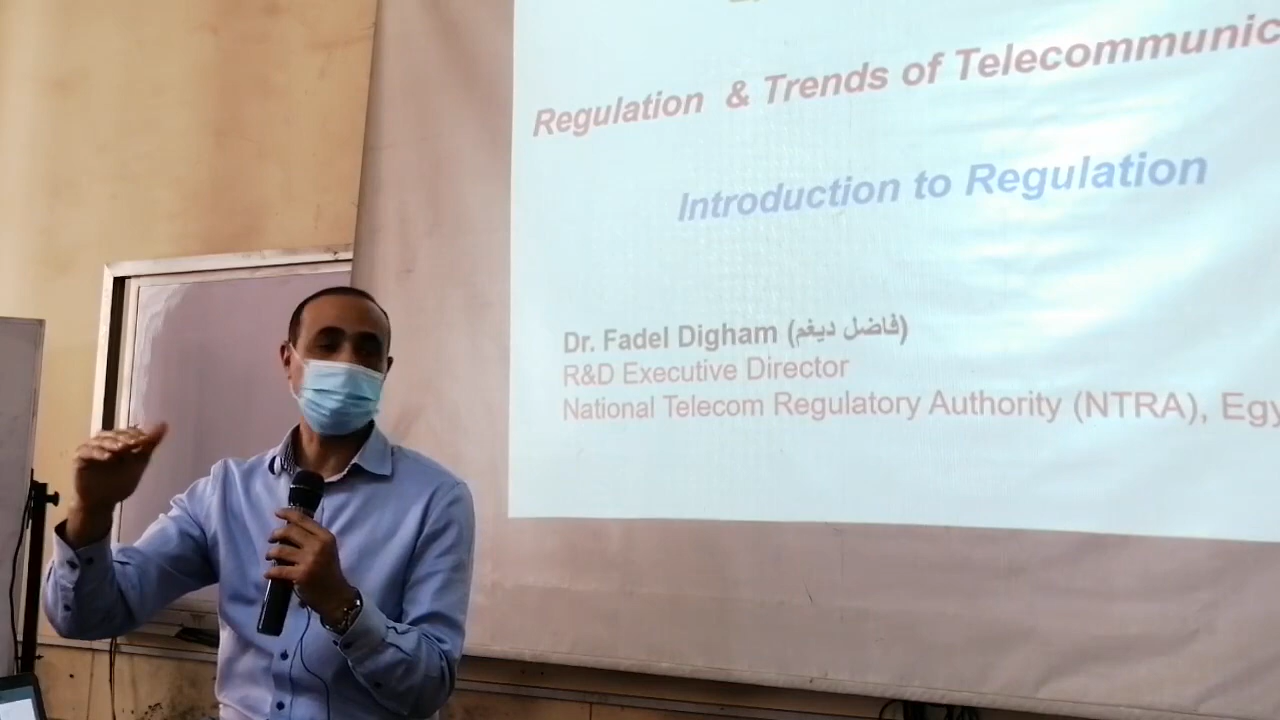 Regulation & Trends of Telecommunic
Introduction to Regulation
Dr. Fadel Digham (فاضل ديغم)
R&D Executive Director
National Telecom Regulatory Authority (NTRA), Egy